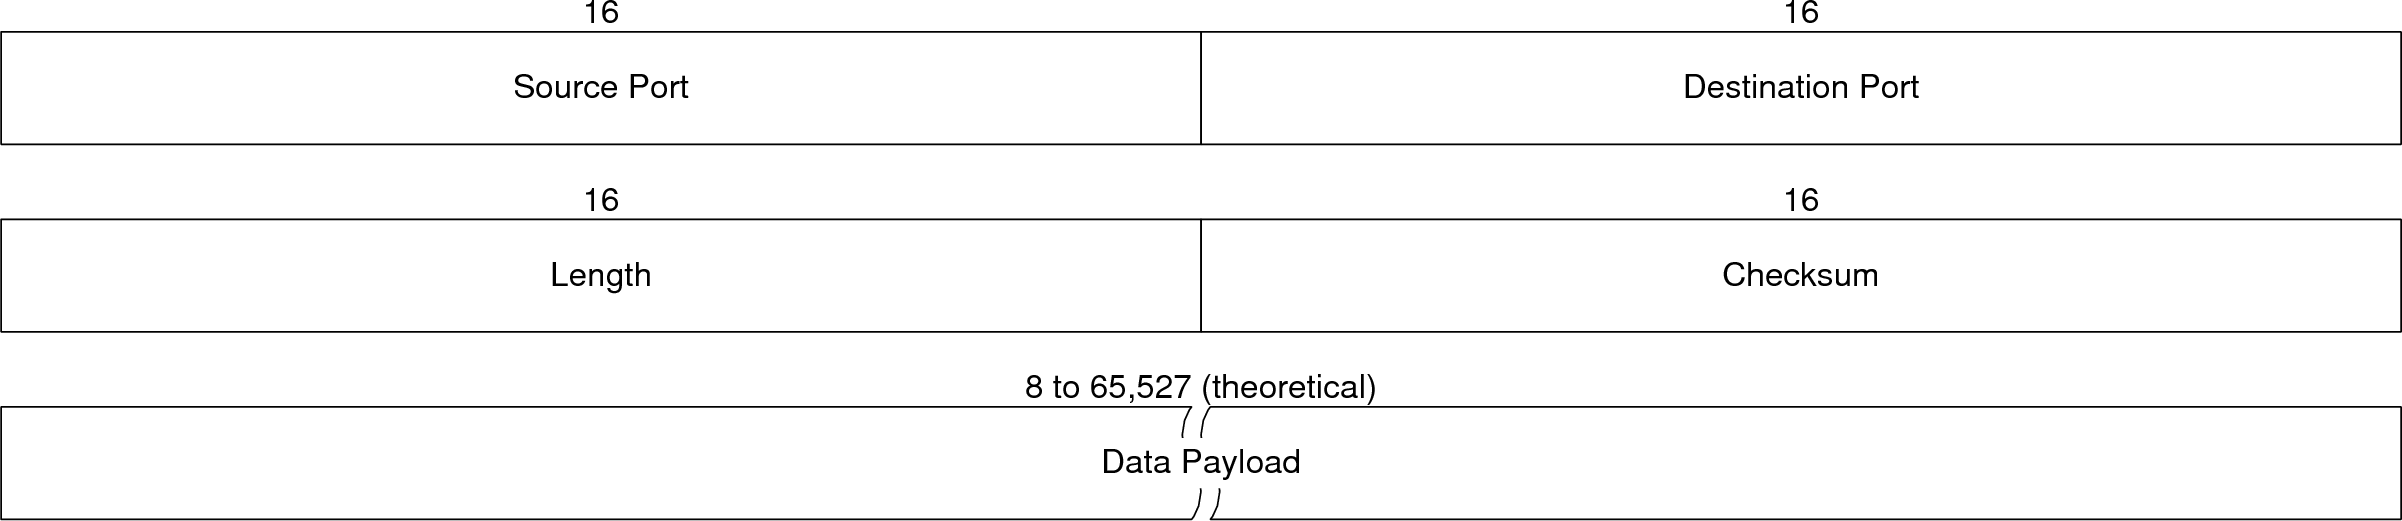 16 16
Source Port Destination Port
16 16
Length Checksum
8 to 65,527 (theoretical)
Data Payload